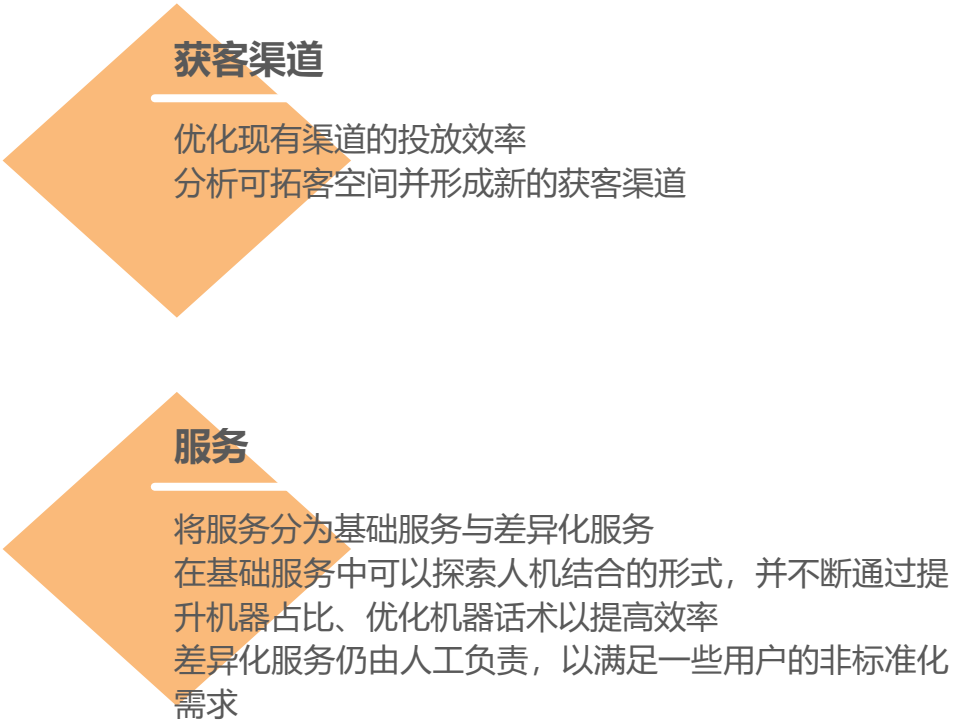 获客渠道
优化现有渠道的投放效率
分析可拓客空间并形成新的获客渠道
服务
将服务分为基础服务与差异化服务
在基础服务中可以探索人机结合的形式，并不断通过提
升机器占比、优化机器话术以提高效率
差异化服务仍由人工负责，以满足一些用户的非标准化
需求